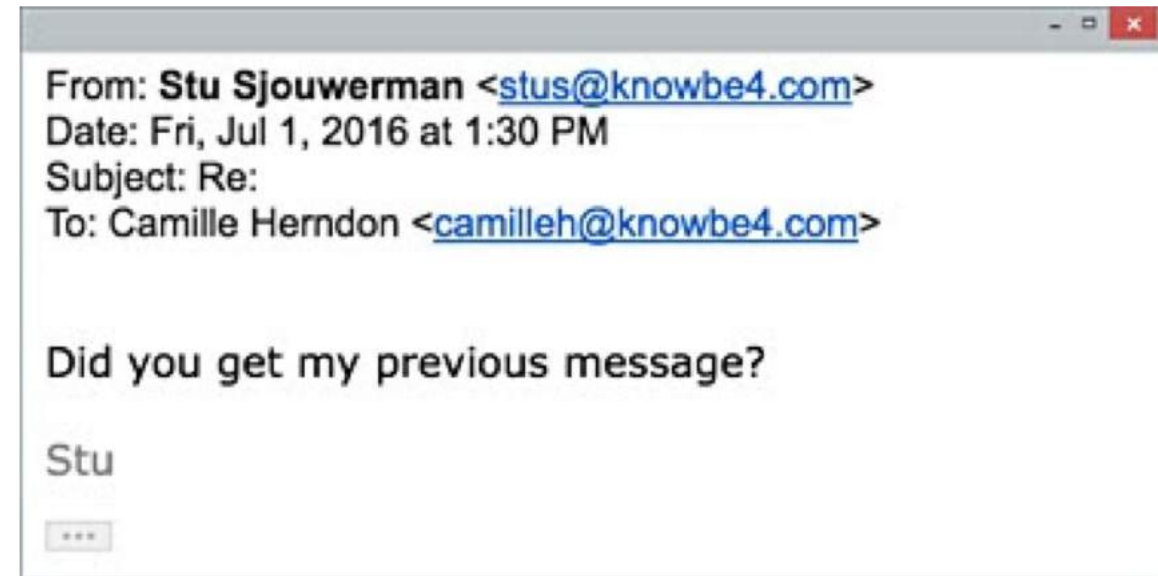 From: Stu Sjouwerman <stus@knowbe4.com>
Date: Fri, Jul 1, 2016 at 1:30 PM
Subject: Re:
To: Camille Herndon <camilleh@knowbe4.com>
Did you get my previous message?
Stu